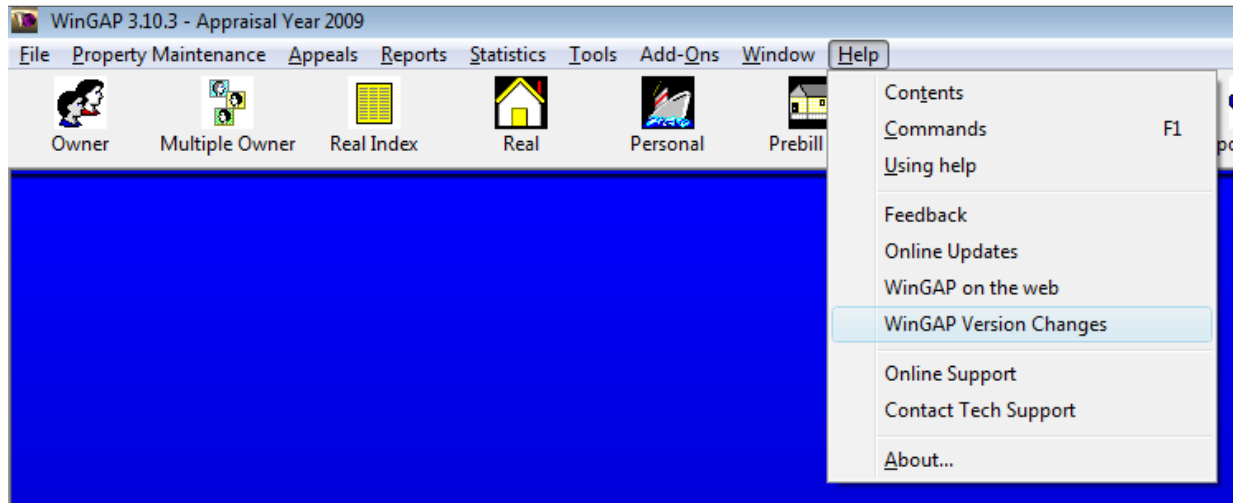 WinGAP 3.10.3 - Appraisal Year 2009
File Property Maintenance Appeals Reports Statistics Tools Add-Ons Window Help
Owner Multiple Owner Real Index Real Personal Prebill
Contents
Commands F1
Using help
Feedback
Online Updates
WinGAP on the web
WinGAP Version Changes
Online Support
Contact Tech Support
About...